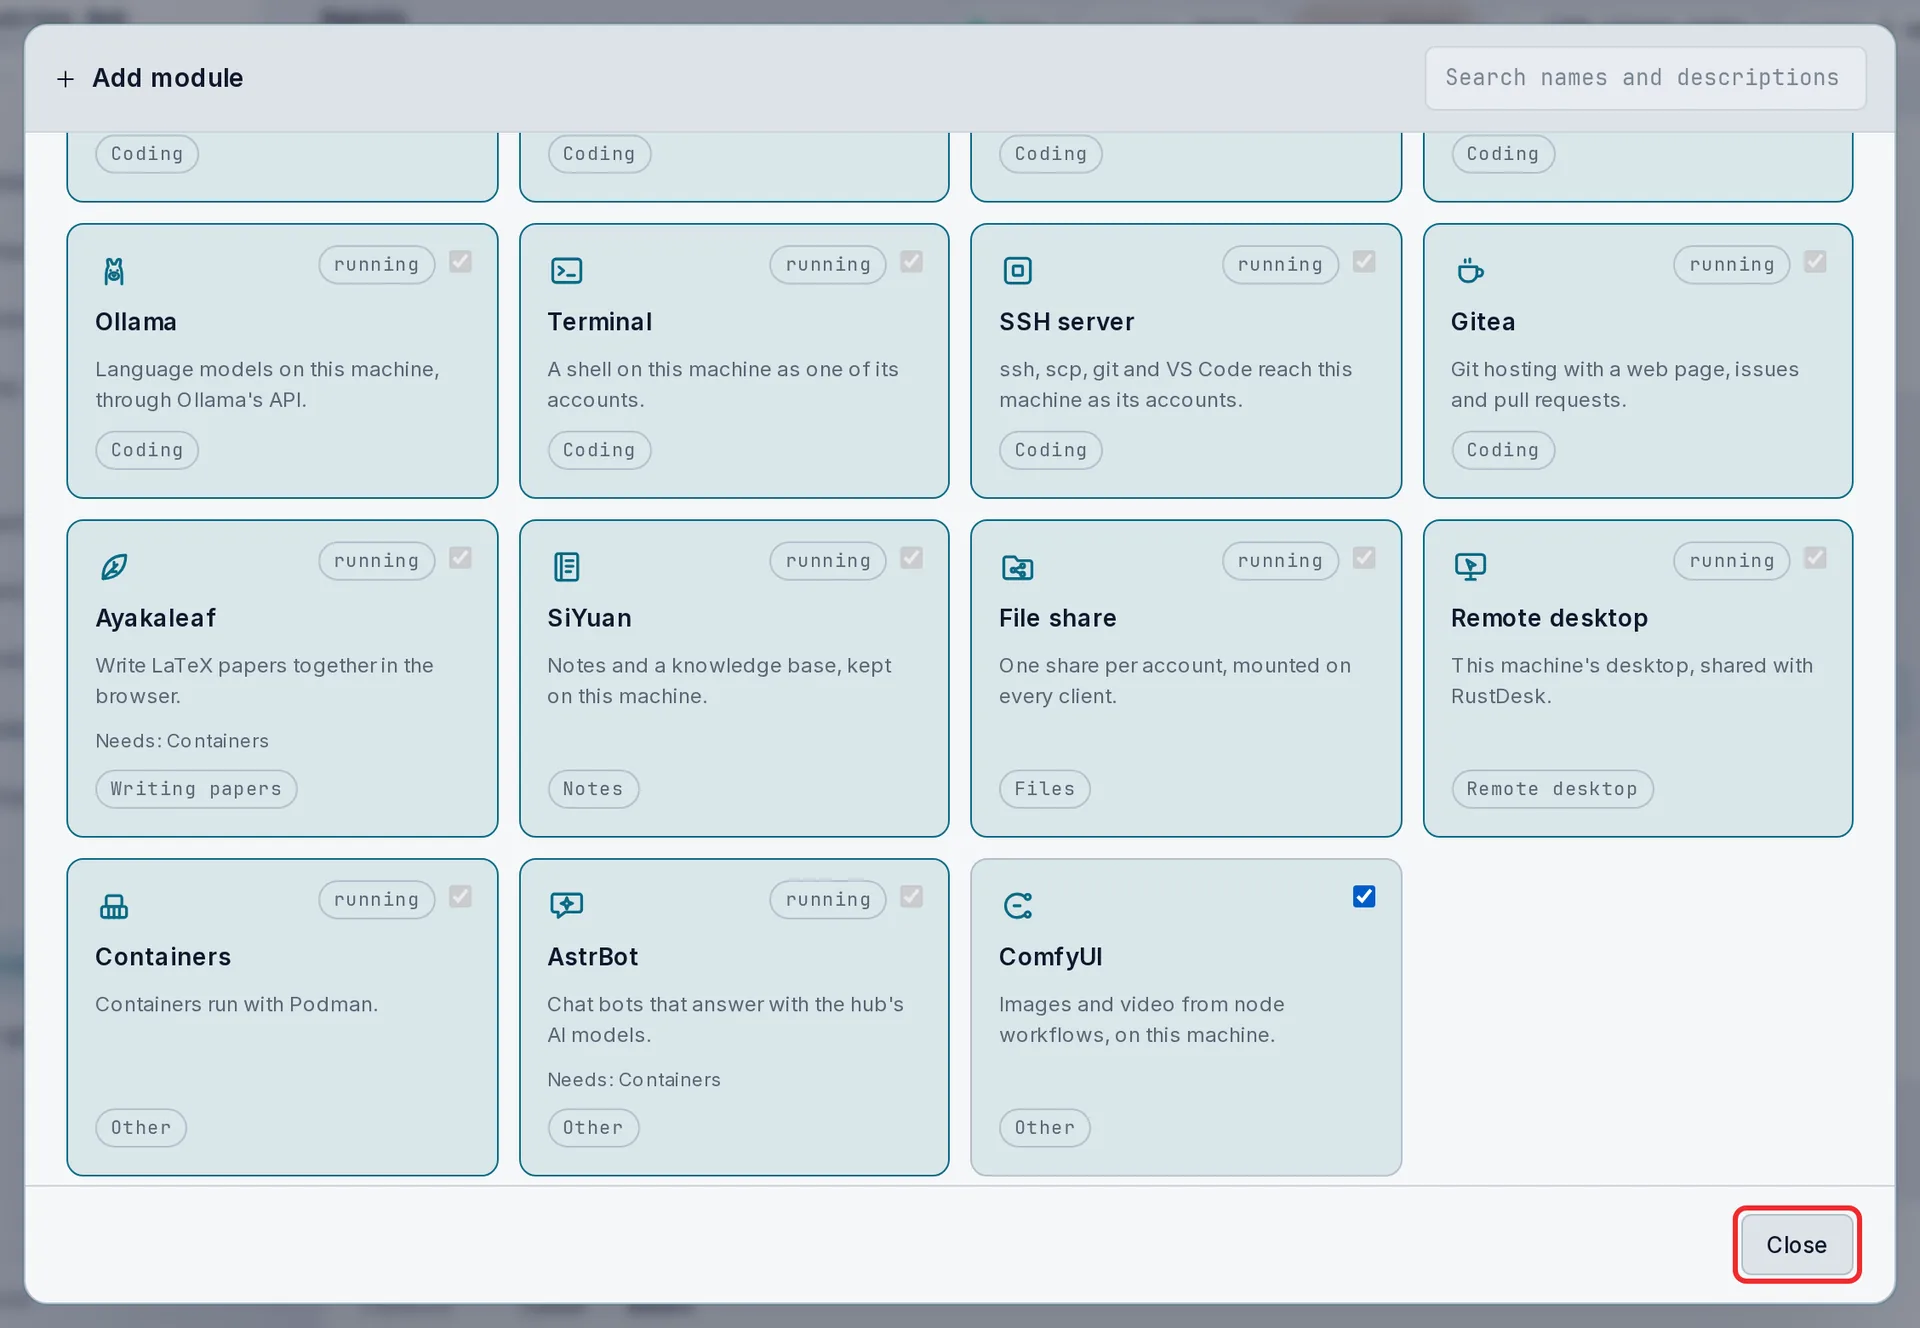 Add module
Search names and descriptions
Coding
Coding
Coding
Coding
running
Ollama
Language models on this machine,
through Ollama's API.
Coding
running
Terminal
A shell on this machine as one of its
accounts.
Coding
running
SSH server
ssh, scp, git and VS Code reach this
machine as its accounts.
Coding
running
Gitea
Git hosting with a web page, issues
and pull requests.
Coding
running
Ayakaleaf
Write LaTeX papers together in the
browser.
Needs: Containers
Writing papers
running
SiYuan
Notes and a knowledge base, kept
on this machine.
Notes
running
File share
One share per account, mounted on
every client.
Files
running
Remote desktop
This machine's desktop, shared with
RustDesk.
Remote desktop
running
Containers
Containers run with Podman.
Other
running
AstrBot
Chat bots that answer with the hub's
AI models.
Needs: Containers
Other
ComfyUI
Images and video from node
workflows, on this machine.
Other
Close